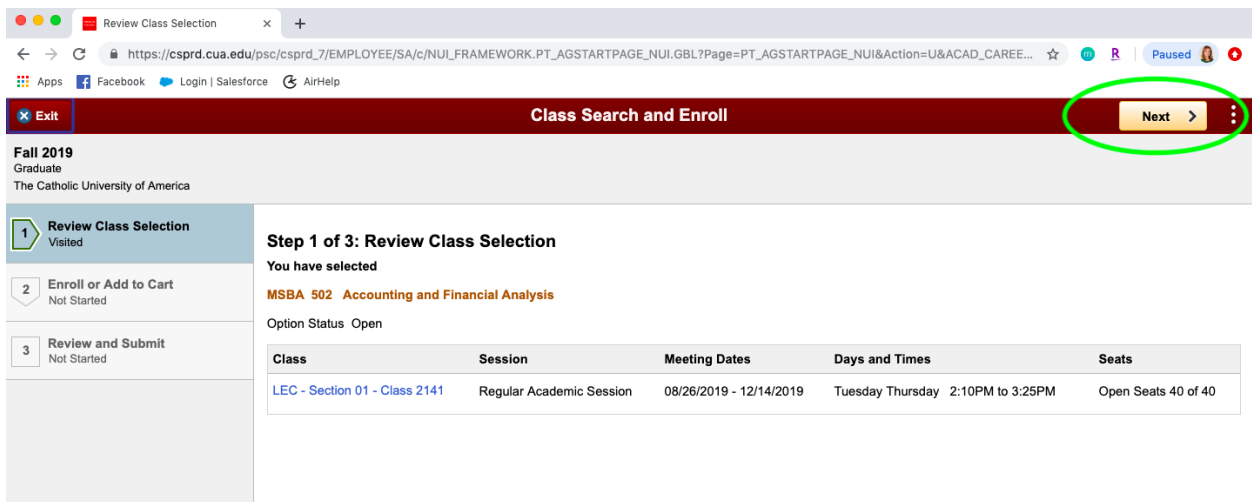 Review Class Selection
https://csprd.cua.edu/psc/csprd_7/EMPLOYEE/SA/c/NUI_FRAMEWORK.PT_AGSTARTPAGE_NUI.GBL?Page=PT_AGSTARTPAGE_NUI&Action=U&ACAD_CAREE... m R Paused
Apps Facebook Login | Salesforce AirHelp
Exit Class Search and Enroll Next
Fall 2019
Graduate
The Catholic University of America
1 Review Class Selection
Visited
2 Enroll or Add to Cart
Not Started
3 Review and Submit
Not Started
Step 1 of 3: Review Class Selection
You have selected
MSBA 502 Accounting and Financial Analysis
Option Status Open
Class Session Meeting Dates Days and Times Seats
LEC - Section 01 - Class 2141 Regular Academic Session 08/26/2019 - 12/14/2019 Tuesday Thursday 2:10PM to 3:25PM Open Seats 40 of 40